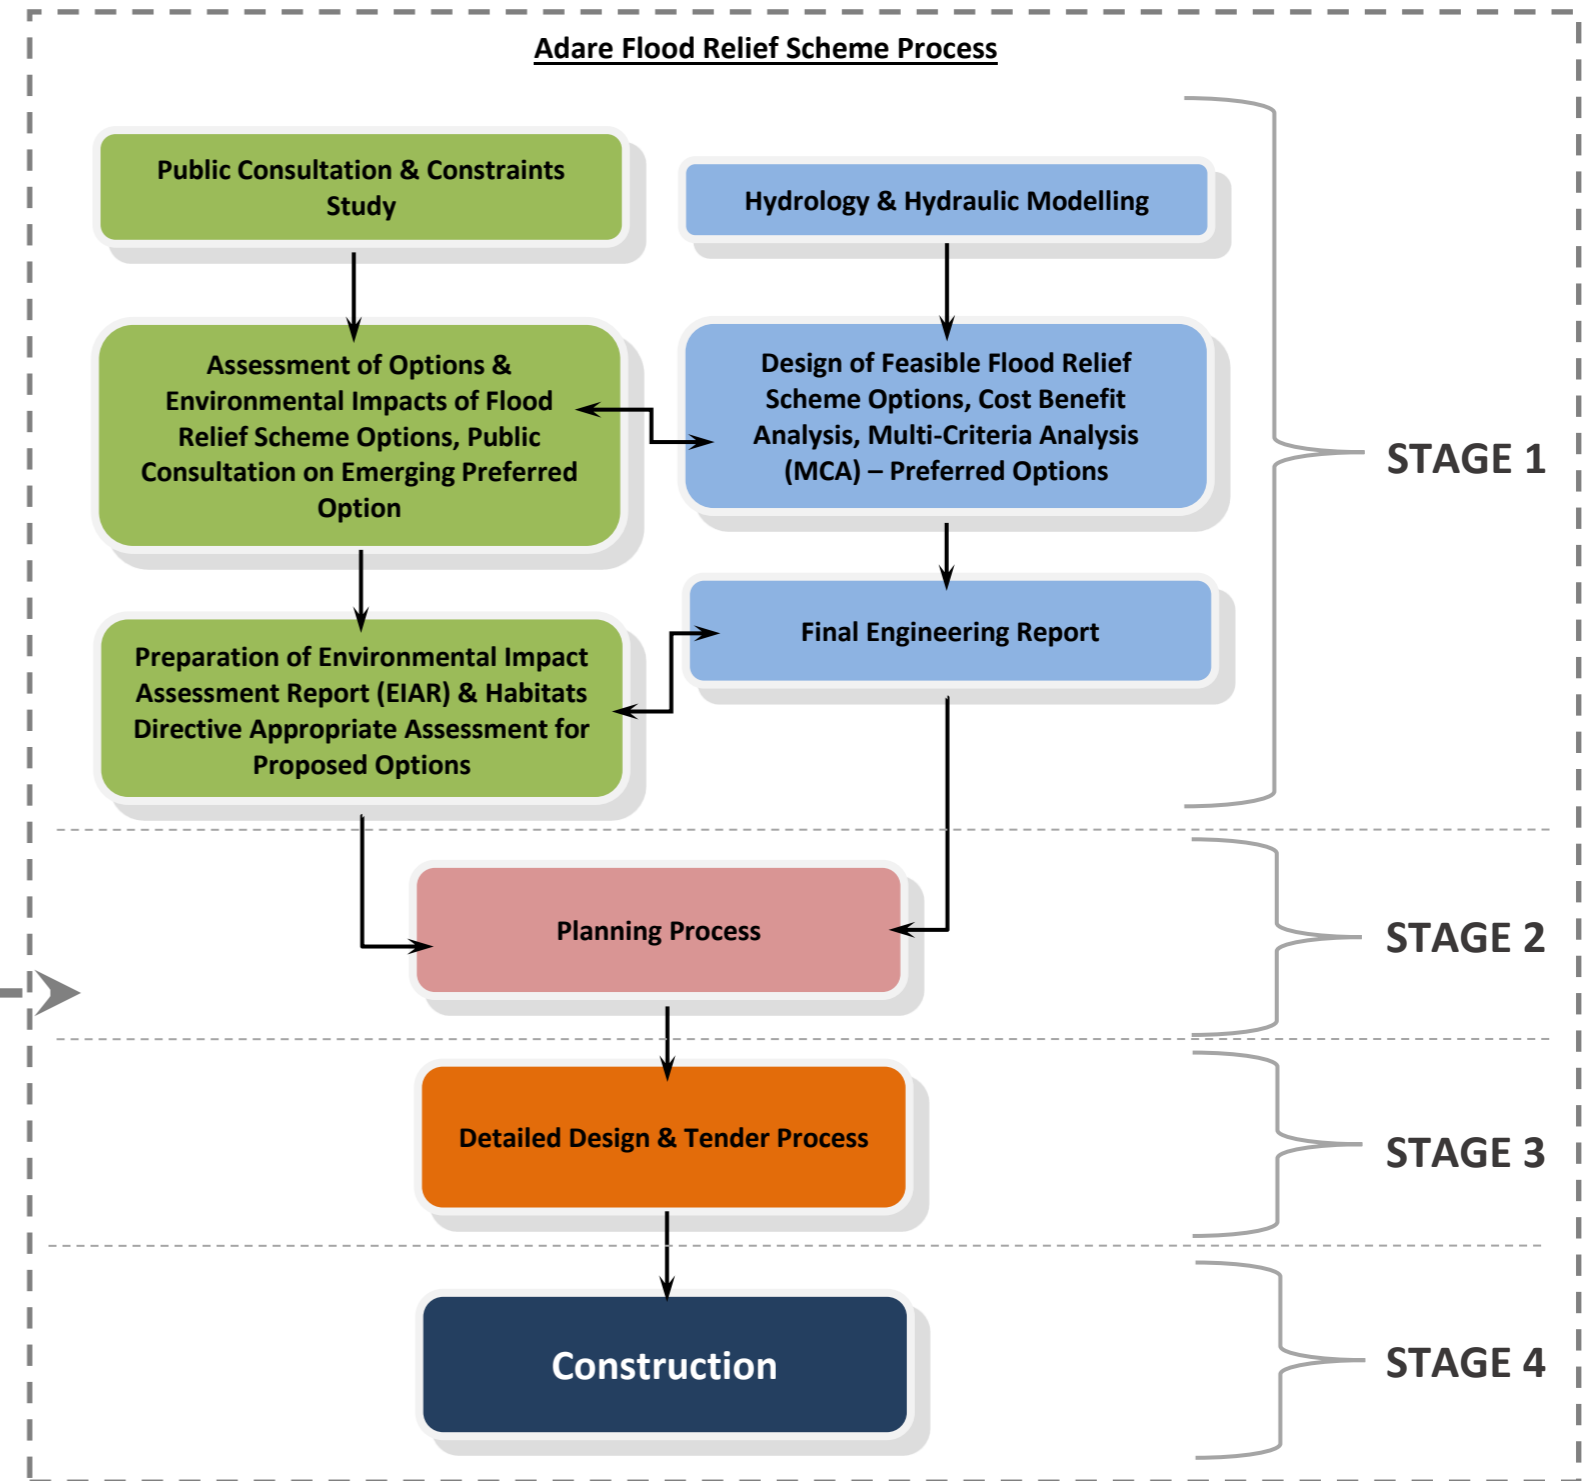 Adare Flood Relief Scheme Process
Public Consultation & Constraints
Study
Hydrology & Hydraulic Modelling
Assessment of Options &
Environmental Impacts of Flood
Relief Scheme Options, Public
Consultation on Emerging Preferred
Option
Design of Feasible Flood Relief
Scheme Options, Cost Benefit
Analysis, Multi-Criteria Analysis
(MCA) – Preferred Options
STAGE 1
Preparation of Environmental Impact
Assessment Report (EIAR) & Habitats
Directive Appropriate Assessment for
Proposed Options
Final Engineering Report
Planning Process
STAGE 2
Detailed Design & Tender Process
STAGE 3
Construction
STAGE 4